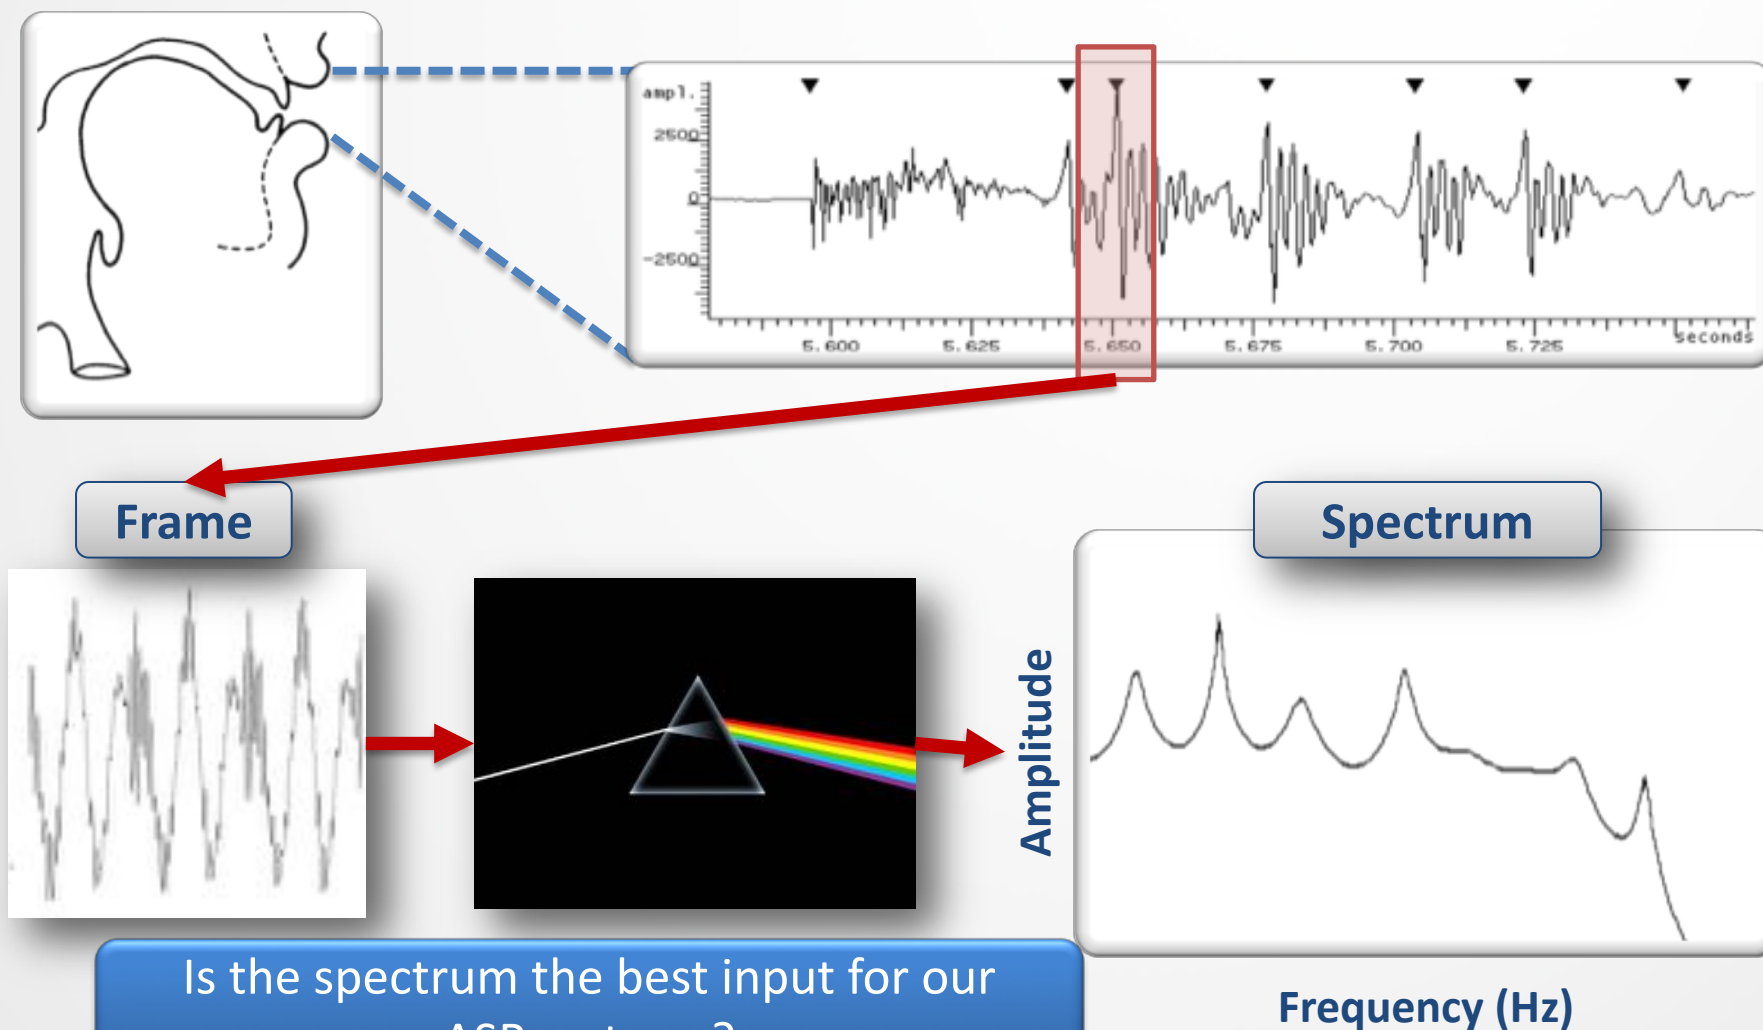 ampl.
2500
0
-2500
5.600 5.625 5.650 5.675 5.700 5.725 seconds
Frame
Spectrum
Amplitude
Is the spectrum the best input for our
Frequency (Hz)